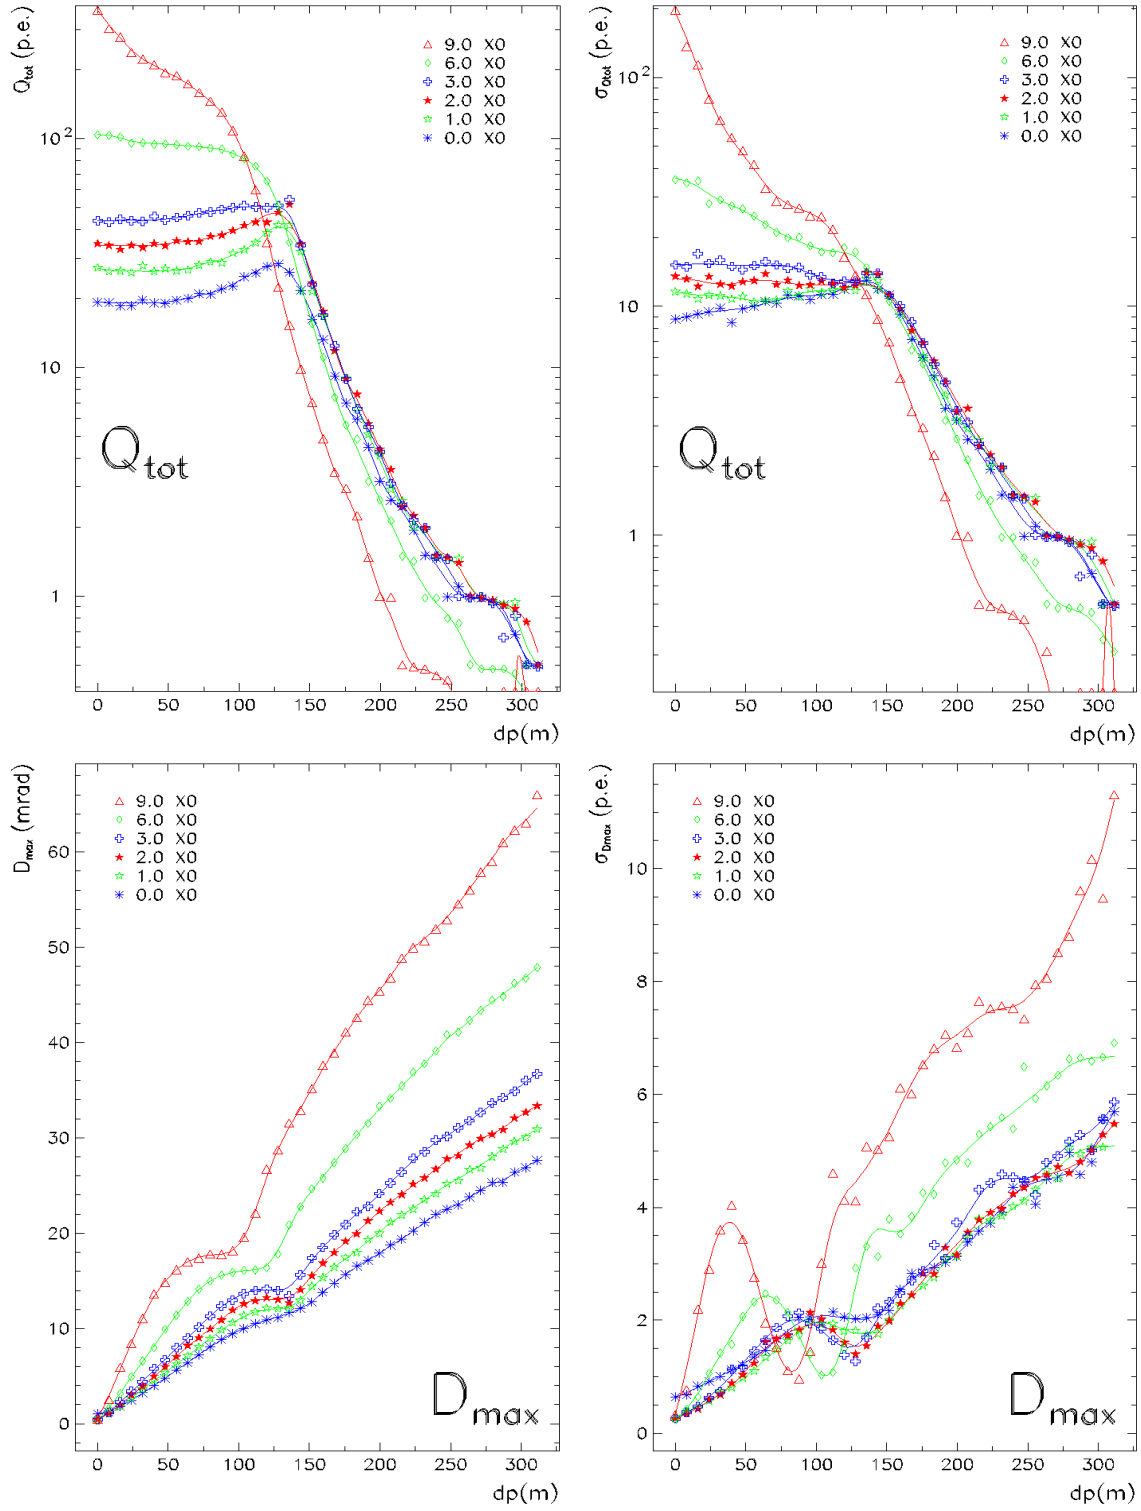 Q_tot (p.e.)
10^2
10
1
9.0 X0
6.0 X0
3.0 X0
2.0 X0
1.0 X0
0.0 X0
Q_tot
0 50 100 150 200 250 300
dp(m)
σ_Qtot (p.e.)
10^2
10
1
9.0 X0
6.0 X0
3.0 X0
2.0 X0
1.0 X0
0.0 X0
Q_tot
0 50 100 150 200 250 300
dp(m)
D_max (mrad)
60
50
40
30
20
10
0
9.0 X0
6.0 X0
3.0 X0
2.0 X0
1.0 X0
0.0 X0
D_max
0 50 100 150 200 250 300
dp(m)
σ_Dmax (p.e.)
10
8
6
4
2
0
9.0 X0
6.0 X0
3.0 X0
2.0 X0
1.0 X0
0.0 X0
D_max
0 50 100 150 200 250 300
dp(m)